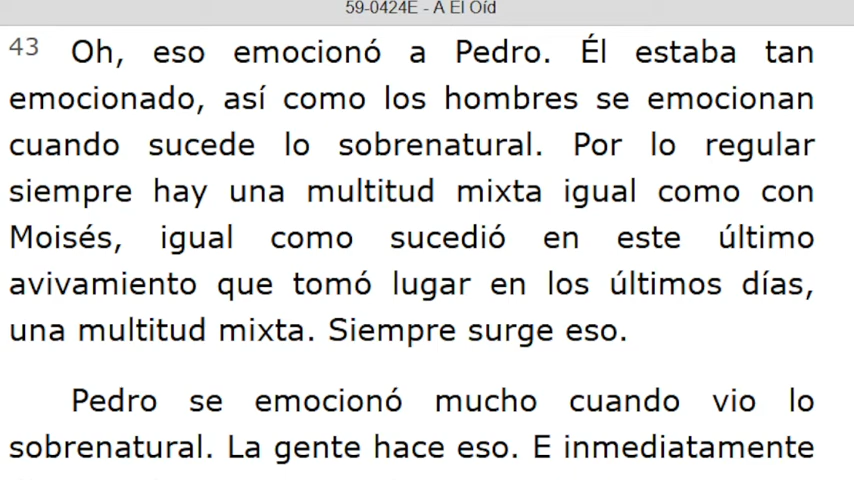 59-0424E - A El Oíd
43 Oh, eso emocionó a Pedro. Él estaba tan
emocionado, así como los hombres se emocionan
cuando sucede lo sobrenatural. Por lo regular
siempre hay una multitud mixta igual como con
Moisés, igual como sucedió en este último
avivamiento que tomó lugar en los últimos días,
una multitud mixta. Siempre surge eso.
Pedro se emocionó mucho cuando vio lo
sobrenatural. La gente hace eso. E inmediatamente